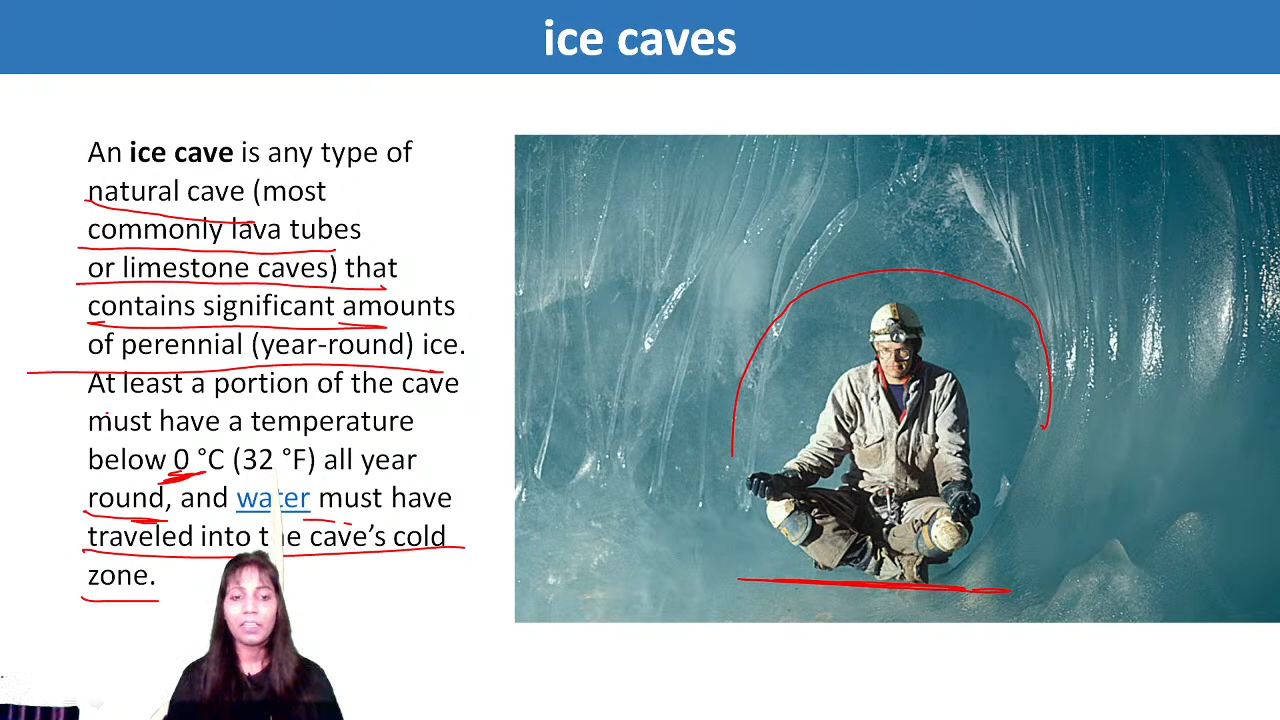 ice caves
An ice cave is any type of
natural cave (most
commonly lava tubes
or limestone caves) that
contains significant amounts
of perennial (year-round) ice.
At least a portion of the cave
must have a temperature
below 0 °C (32 °F) all year
round, and water must have
traveled into the cave’s cold
zone.